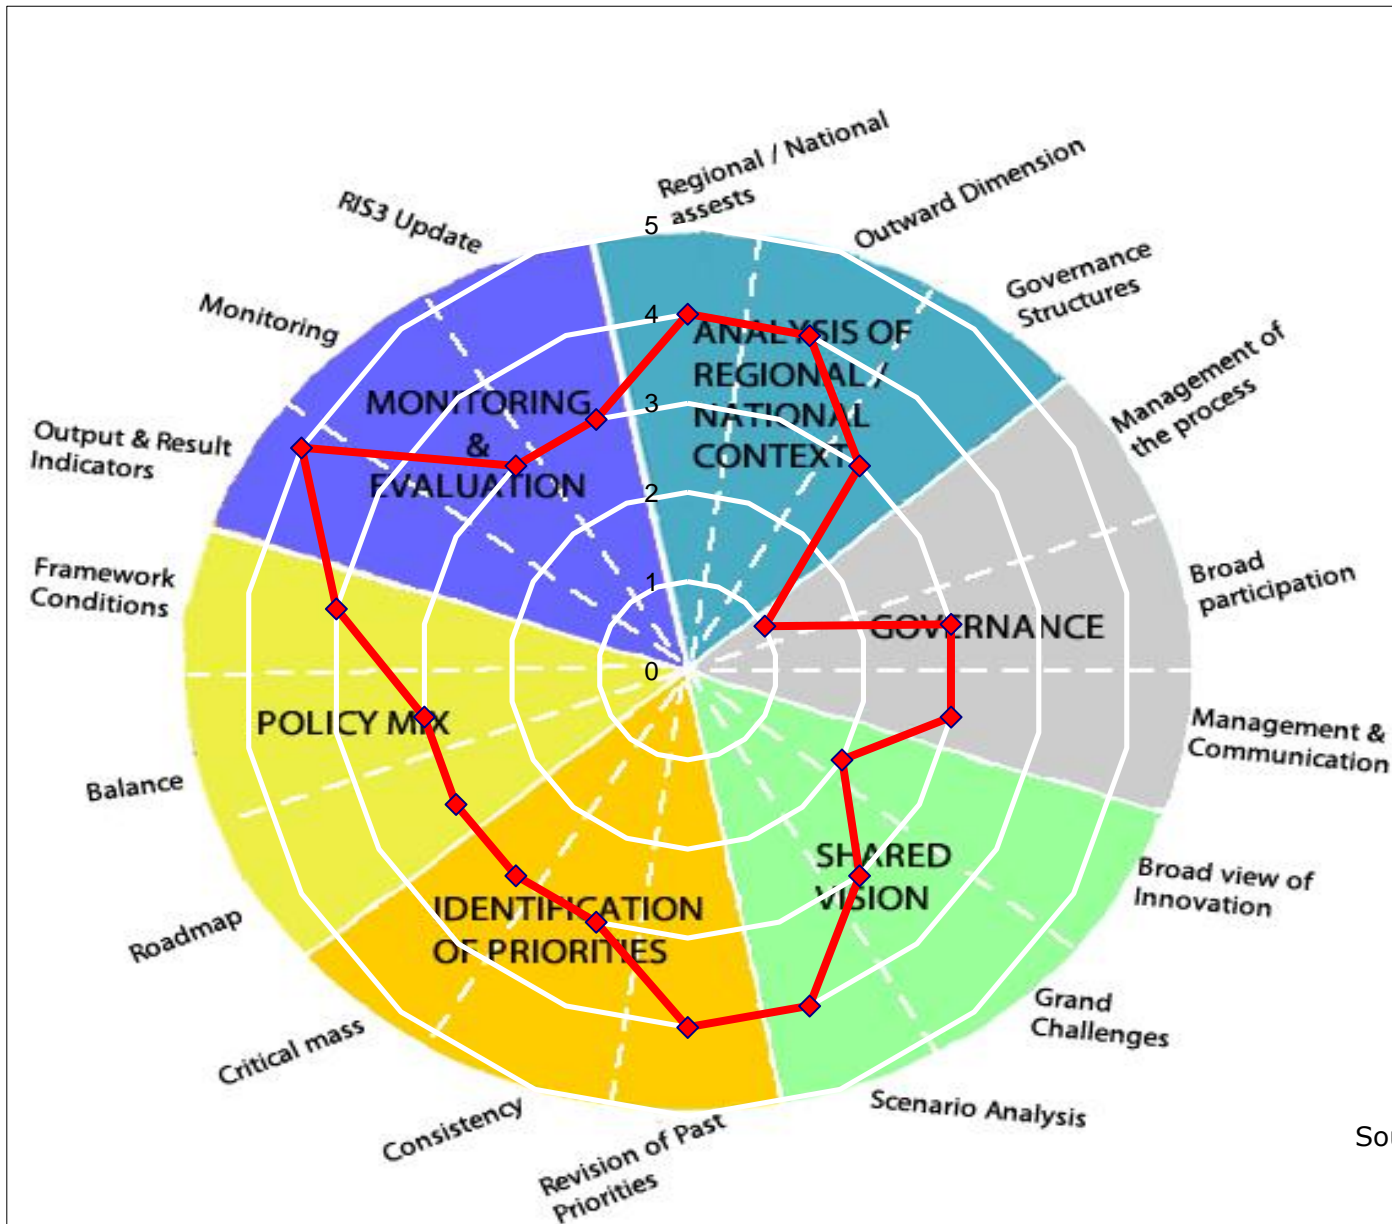 Regional / National
assests
Outward Dimension
Governance
Structures
Management of
the process
Broad
participation
Management &
Communication
Broad view of
Innovation
Grand
Challenges
Scenario Analysis
Revision of Past
Priorities
Consistency
Critical mass
Roadmap
Balance
Framework
Conditions
Output & Result
Indicators
Monitoring
RIS3 Update
5
4
3
2
1
0
ANALYSIS OF
REGIONAL /
NATIONAL
CONTEXT
GOVERNANCE
SHARED
VISION
IDENTIFICATION
OF PRIORITIES
POLICY MIX
MONITORING
&
EVALUATION
Sou